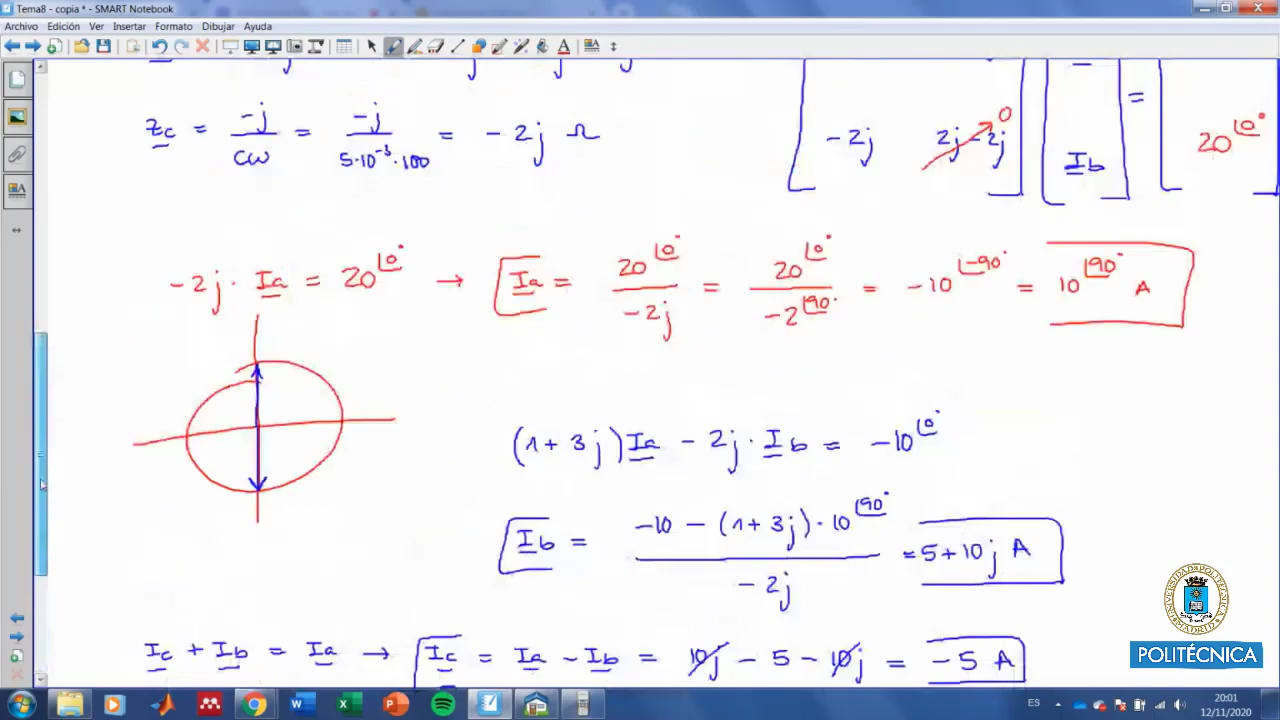 Tema8 - copia * - SMART Notebook
Archivo Edición Ver Insertar Formato Dibujar Ayuda
Zc = -j / Cω = -j / 5·10⁻³·100 = -2j Ω
-2j 2j-2j 0 Ib = 20 |0°
-2j · Ia = 20 |0° → Ia = 20 |0° / -2j = 20 |0° / -2 |90° = -10 |-90° = 10 |90° A
(1+3j) Ia - 2j · Ib = -10 |0°
Ib = -10 - (1+3j) · 10 |90° / -2j = 5+10j A
Ic + Ib = Ia → Ic = Ia - Ib = 10j - 5 - 10j = -5 A
POLITÉCNICA
ES
20:01
12/11/2020